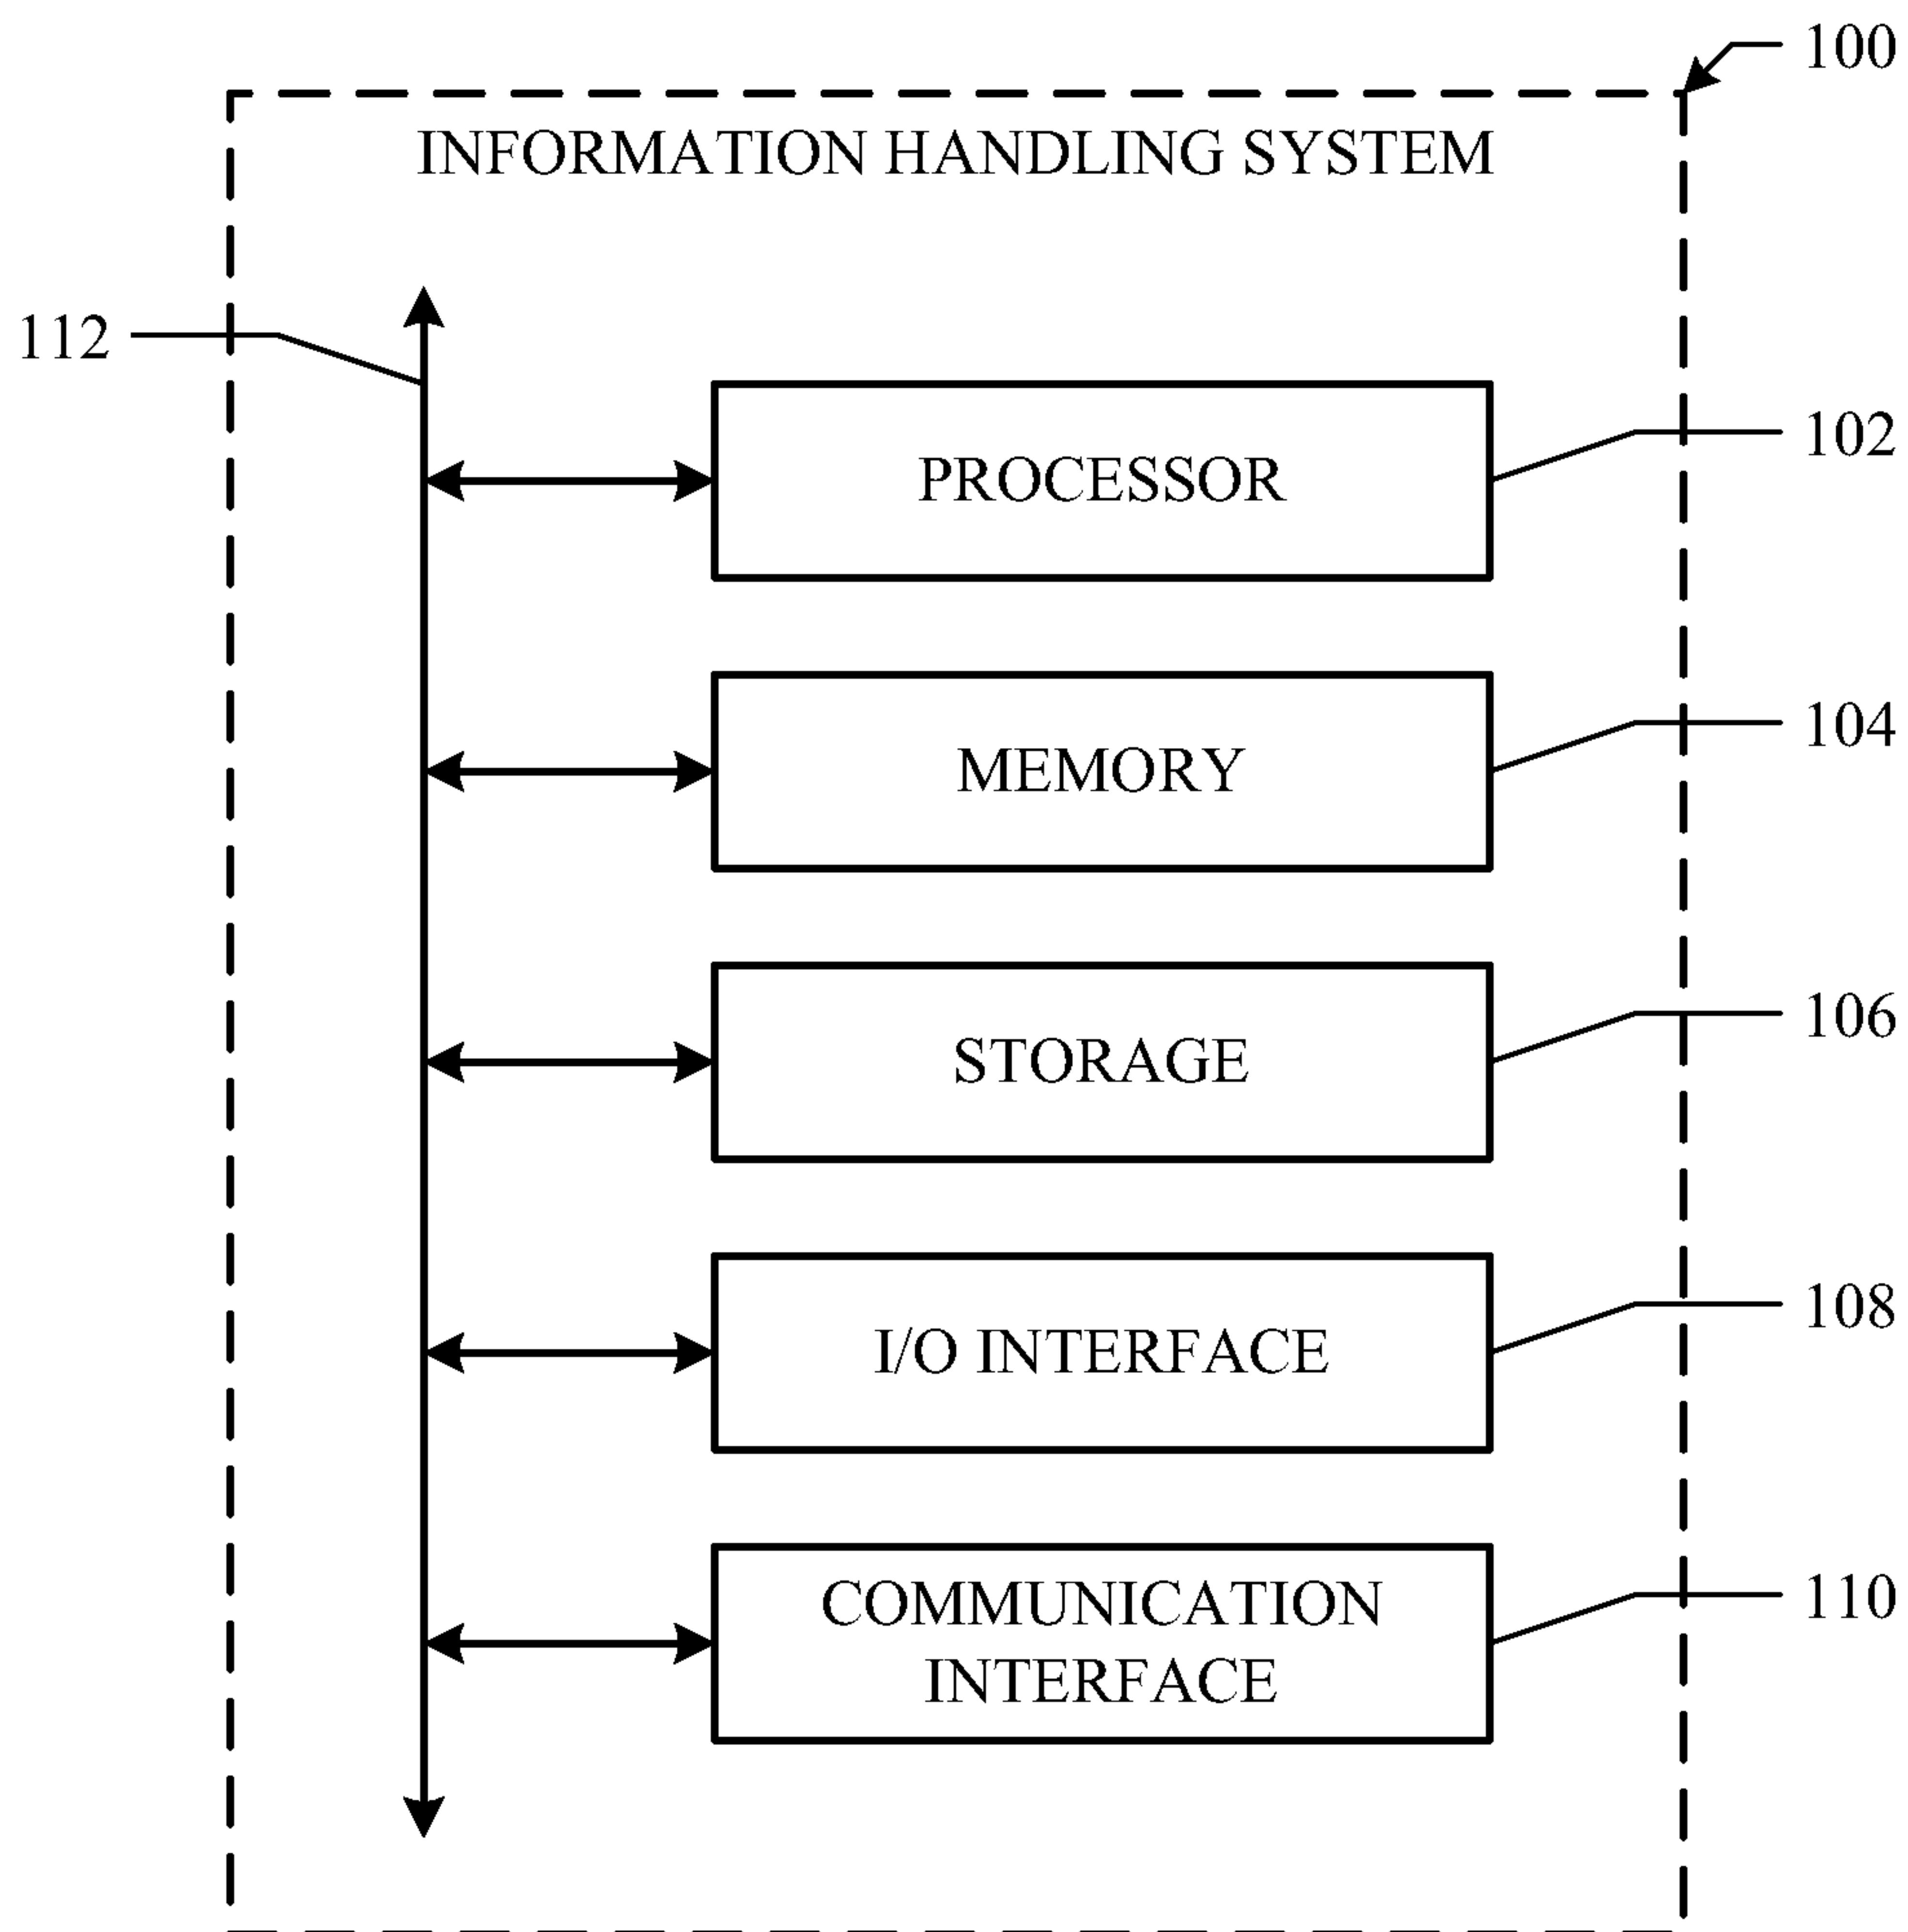 100
INFORMATION HANDLING SYSTEM
112
PROCESSOR
102
MEMORY
104
STORAGE
106
I/O INTERFACE
108
COMMUNICATION
INTERFACE
110